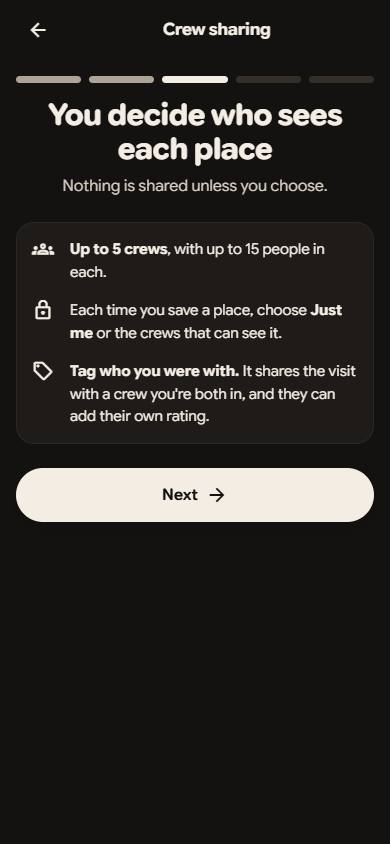 Crew sharing
You decide who sees
each place
Nothing is shared unless you choose.
Up to 5 crews, with up to 15 people in
each.
Each time you save a place, choose Just
me or the crews that can see it.
Tag who you were with. It shares the visit
with a crew you're both in, and they can
add their own rating.
Next